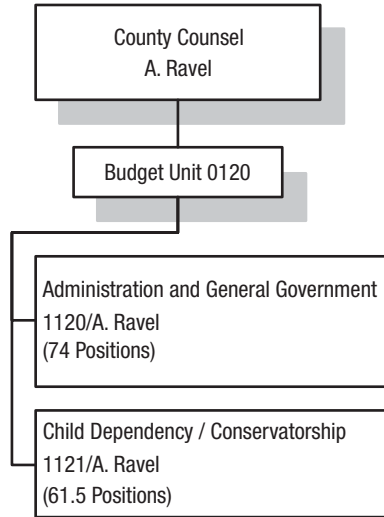 County Counsel
A. Ravel
Budget Unit 0120
Administration and General Government
1120/A. Ravel
(74 Positions)
Child Dependency / Conservatorship
1121/A. Ravel
(61.5 Positions)